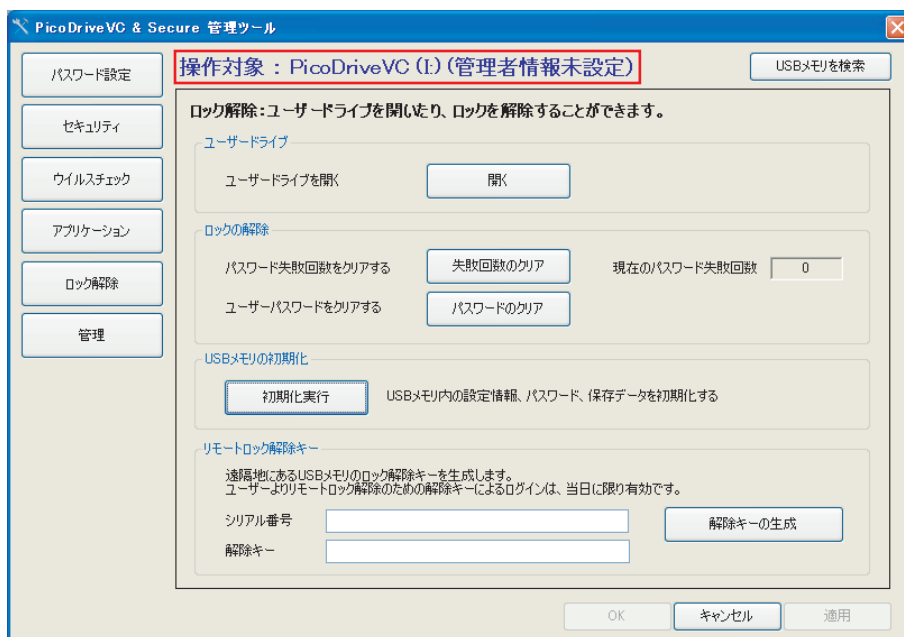 PicoDriveVC & Secure 管理ツール
パスワード設定
セキュリティ
ウイルスチェック
アプリケーション
ロック解除
管理
操作対象 : PicoDriveVC (I:) (管理者情報未設定)
USBメモリを検索
ロック解除:ユーザードライブを開いたり、ロックを解除することができます。
ユーザードライブ
ユーザードライブを開く
開く
ロックの解除
パスワード失敗回数をクリアする
失敗回数のクリア
現在のパスワード失敗回数
0
ユーザーパスワードをクリアする
パスワードのクリア
USBメモリの初期化
初期化実行
USBメモリ内の設定情報、パスワード、保存データを初期化する
リモートロック解除キー
遠隔地にあるUSBメモリのロック解除キーを生成します。
ユーザーよりリモートロック解除のための解除キーによるログインは、当日に限り有効です。
シリアル番号
解除キーの生成
解除キー
OK
キャンセル
適用